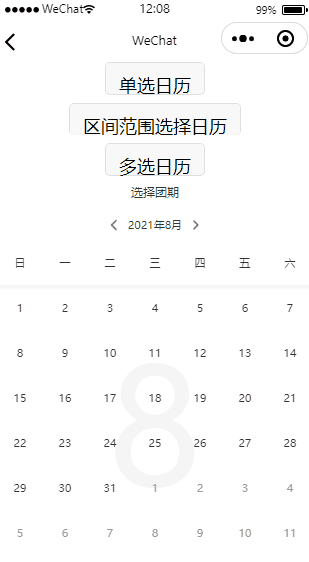 WeChat 12:08 99%
WeChat
单选日历
区间范围选择日历
多选日历
选择团期
2021年8月
日 一 二 三 四 五 六
1 2 3 4 5 6 7
8 9 10 11 12 13 14
15 16 17 18 19 20 21
8
22 23 24 25 26 27 28
29 30 31 1 2 3 4
5 6 7 8 9 10 11